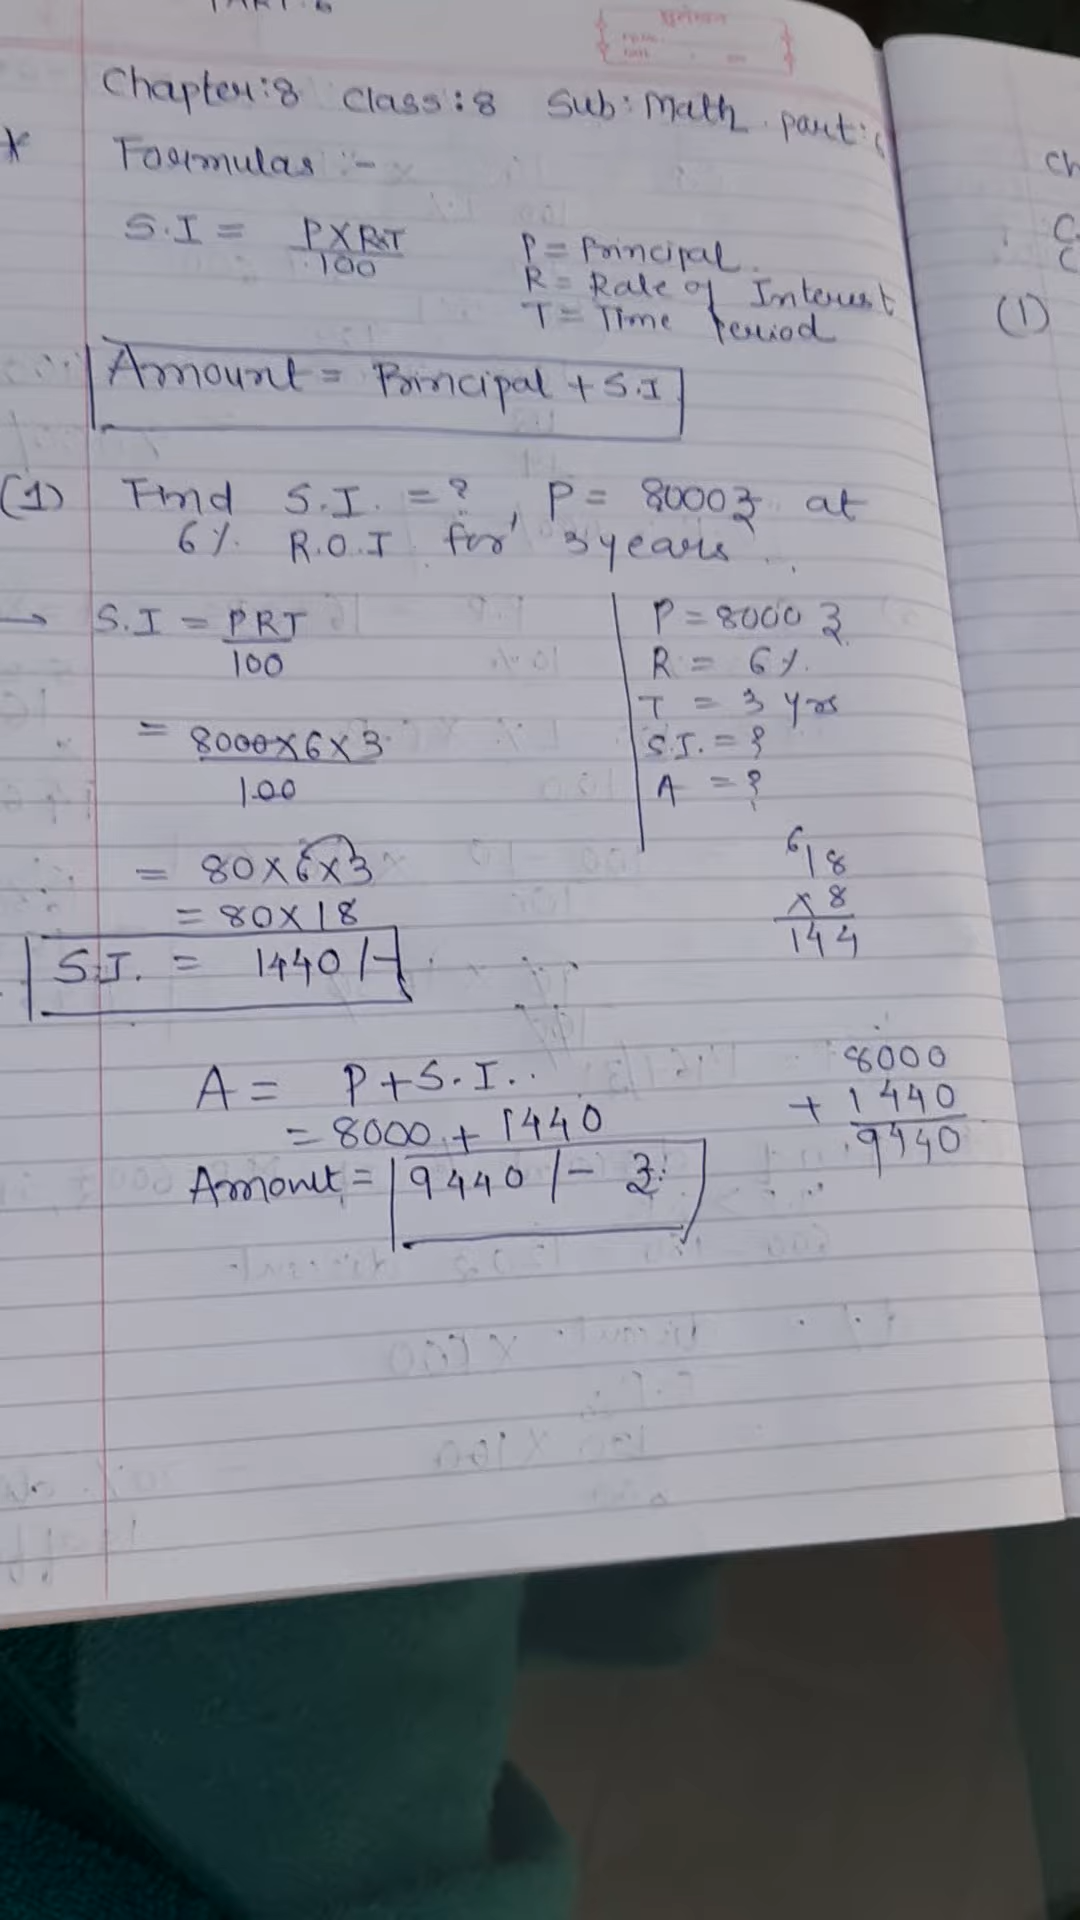 Chapter:8 Class:8 Sub: Math. part:
* Formulas :-
S.I = P×R×T
100
P = Principal.
R = Rate of Interest
T = Time Period
Amount = Principal + S.I
(1) Find S.I. = ?, P = 8000₹ at
6% R.O.I for 3 years..
→ S.I = PRT
100
P = 8000 ₹
R = 6%.
T = 3 yrs
S.I. = ?
A = ?
= 8000×6×3
100
= 80×6×3
= 80×18
S.I. = 1440/-
6
18
×8
144
A = P+S.I..
= 8000 + 1440
Amount = 9440/- ₹.
8000
+ 1440
9440
(1)